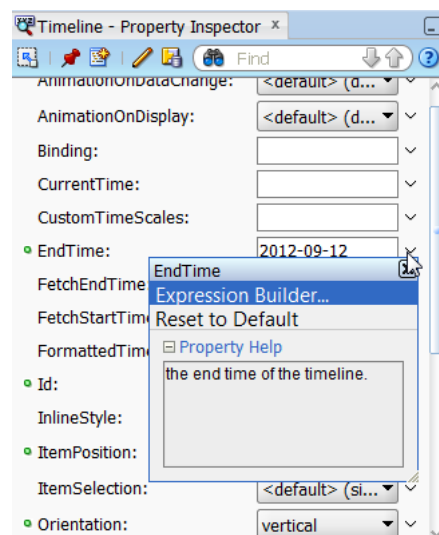 Timeline - Property Inspector x
Find
AnimationOnDataChange: <default> (d...
AnimationOnDisplay: <default> (d...
Binding:
CurrentTime:
CustomTimeScales:
EndTime: 2012-09-12
EndTime
FetchEndTime
Expression Builder...
FetchStartTim
Reset to Default
FormattedTim
Property Help
Id:
the end time of the timeline.
InlineStyle:
ItemPosition:
ItemSelection: <default> (si...
Orientation: vertical